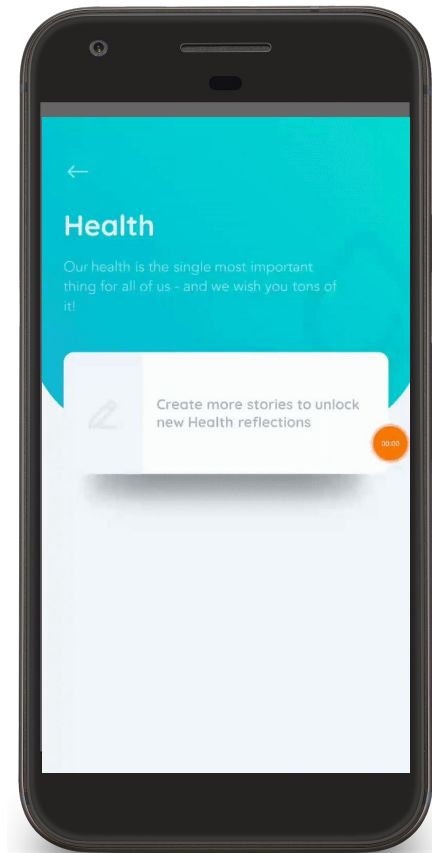 Health
Our health is the single most important
thing for all of us - and we wish you tons of
it!
Create more stories to unlock
new Health reflections
00:00